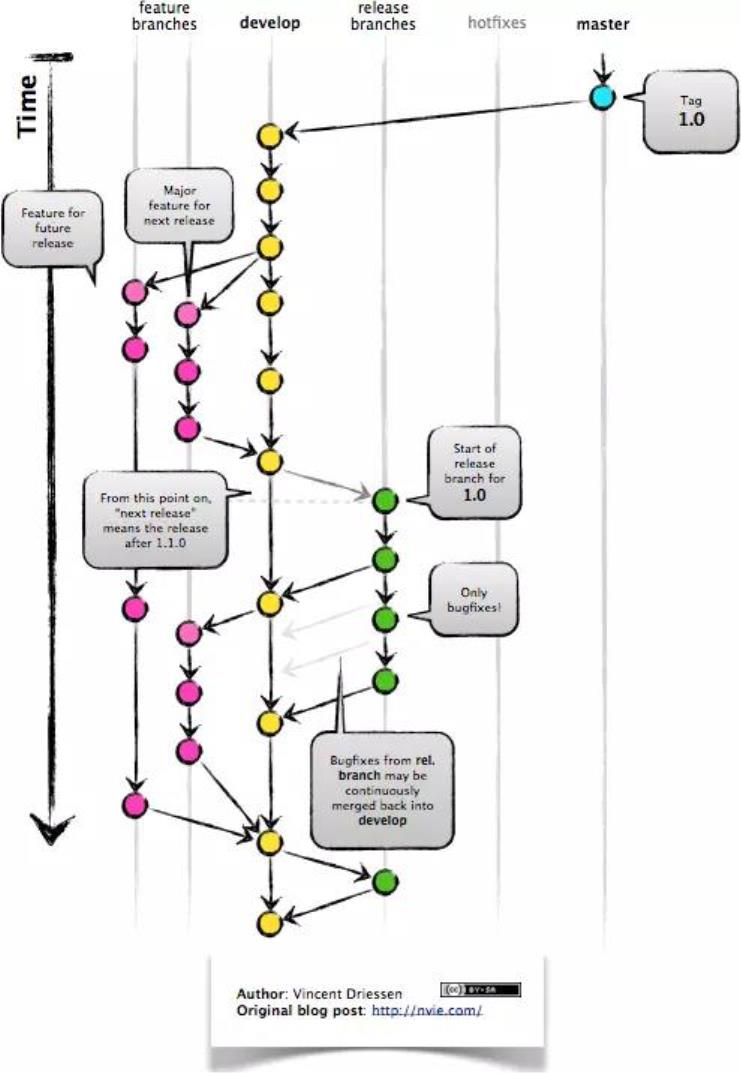 feature
branches
develop
release
branches
hotfixes
master
Time
Tag
1.0
Feature for
future
release
Major
feature for
next release
Start of
release
branch for
1.0
From this point on,
"next release"
means the release
after 1.1.0
Only
bugfixes!
Bugfixes from rel.
branch may be
continuously
merged back into
develop
Author: Vincent Driessen
(cc) BY-SA
Original blog post: http://nvie.com/